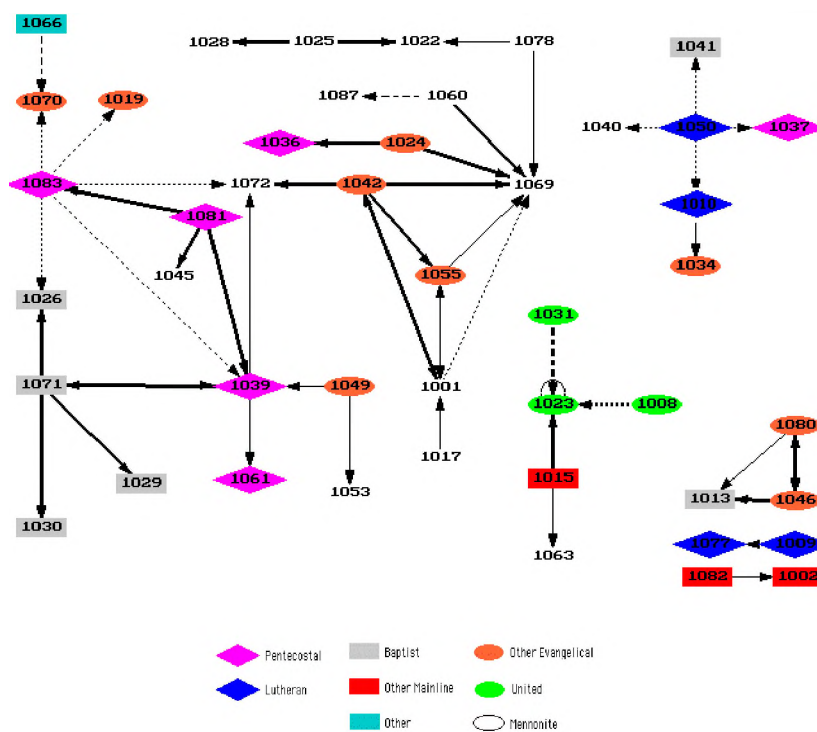 1066
1028 1025 1022 1078
1041
1070 1019
1087 1060
1040 1050 1037
1036 1024
1083 1072 1042 1069
1010
1081
1045
1055
1034
1026
1031
1071 1039 1049
1001
1023 1008
1080
1017
1029 1061 1053
1015
1013 1046
1030
1063
1077 1009
1082 1002
Pentecostal Baptist Other Evangelical
Lutheran Other Mainline United
Other Mennonite